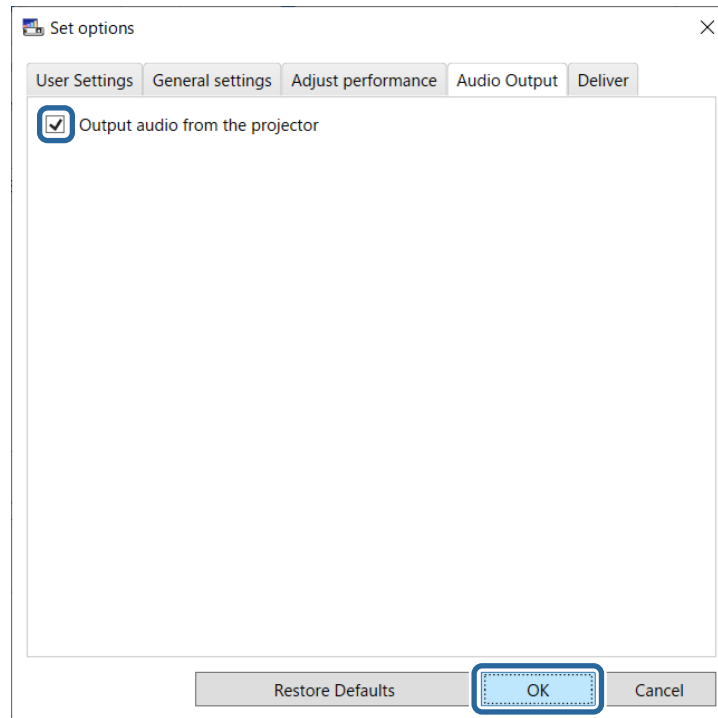 Set options
User Settings General settings Adjust performance Audio Output Deliver
Output audio from the projector
Restore Defaults OK Cancel